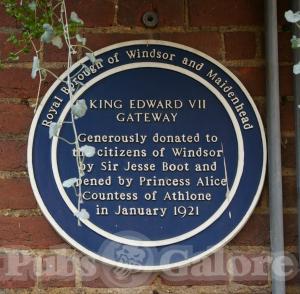 Royal Borough of Windsor and Maidenhead
KING EDWARD VII
GATEWAY
Generously donated to
the citizens of Windsor
by Sir Jesse Boot and
opened by Princess Alice
Countess of Athlone
in January 1921
Pubs Galore